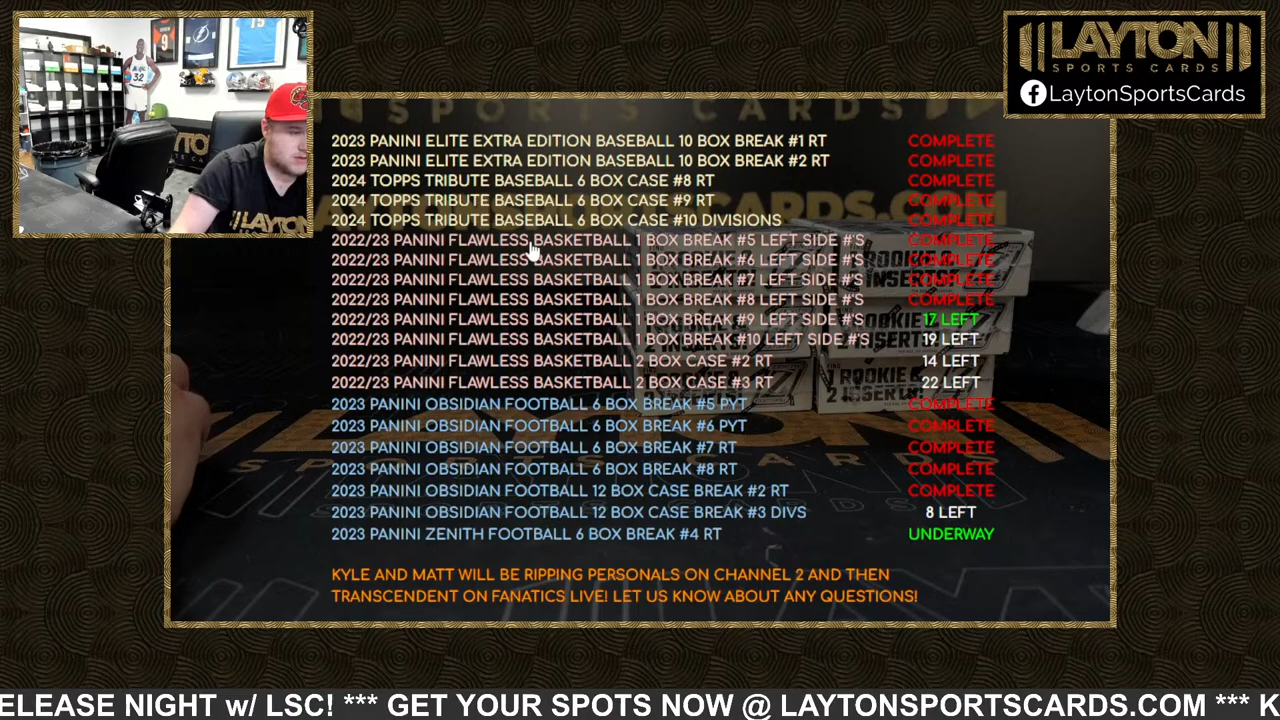 LAYTON
SPORTS CARDS
LaytonSportsCards
9
15
32
LAYTON
SPORTS CARDS
2023 PANINI ELITE EXTRA EDITION BASEBALL 10 BOX BREAK #1 RT COMPLETE
2023 PANINI ELITE EXTRA EDITION BASEBALL 10 BOX BREAK #2 RT COMPLETE
2024 TOPPS TRIBUTE BASEBALL 6 BOX CASE #8 RT COMPLETE
2024 TOPPS TRIBUTE BASEBALL 6 BOX CASE #9 RT COMPLETE
2024 TOPPS TRIBUTE BASEBALL 6 BOX CASE #10 DIVISIONS COMPLETE
2022/23 PANINI FLAWLESS BASKETBALL 1 BOX BREAK #5 LEFT SIDE #'S COMPLETE
2022/23 PANINI FLAWLESS BASKETBALL 1 BOX BREAK #6 LEFT SIDE #'S COMPLETE
2022/23 PANINI FLAWLESS BASKETBALL 1 BOX BREAK #7 LEFT SIDE #'S COMPLETE
2022/23 PANINI FLAWLESS BASKETBALL 1 BOX BREAK #8 LEFT SIDE #'S COMPLETE
2022/23 PANINI FLAWLESS BASKETBALL 1 BOX BREAK #9 LEFT SIDE #'S 17 LEFT
2022/23 PANINI FLAWLESS BASKETBALL 1 BOX BREAK #10 LEFT SIDE #'S 19 LEFT
2022/23 PANINI FLAWLESS BASKETBALL 2 BOX CASE #2 RT 14 LEFT
2022/23 PANINI FLAWLESS BASKETBALL 2 BOX CASE #3 RT 22 LEFT
2023 PANINI OBSIDIAN FOOTBALL 6 BOX BREAK #5 PYT COMPLETE
2023 PANINI OBSIDIAN FOOTBALL 6 BOX BREAK #6 PYT COMPLETE
2023 PANINI OBSIDIAN FOOTBALL 6 BOX BREAK #7 RT COMPLETE
2023 PANINI OBSIDIAN FOOTBALL 6 BOX BREAK #8 RT COMPLETE
2023 PANINI OBSIDIAN FOOTBALL 12 BOX CASE BREAK #2 RT COMPLETE
2023 PANINI OBSIDIAN FOOTBALL 12 BOX CASE BREAK #3 DIVS 8 LEFT
2023 PANINI ZENITH FOOTBALL 6 BOX BREAK #4 RT UNDERWAY
KYLE AND MATT WILL BE RIPPING PERSONALS ON CHANNEL 2 AND THEN
TRANSCENDENT ON FANATICS LIVE! LET US KNOW ABOUT ANY QUESTIONS!
ELEASE NIGHT w/ LSC! *** GET YOUR SPOTS NOW @ LAYTONSPORTSCARDS.COM *** K